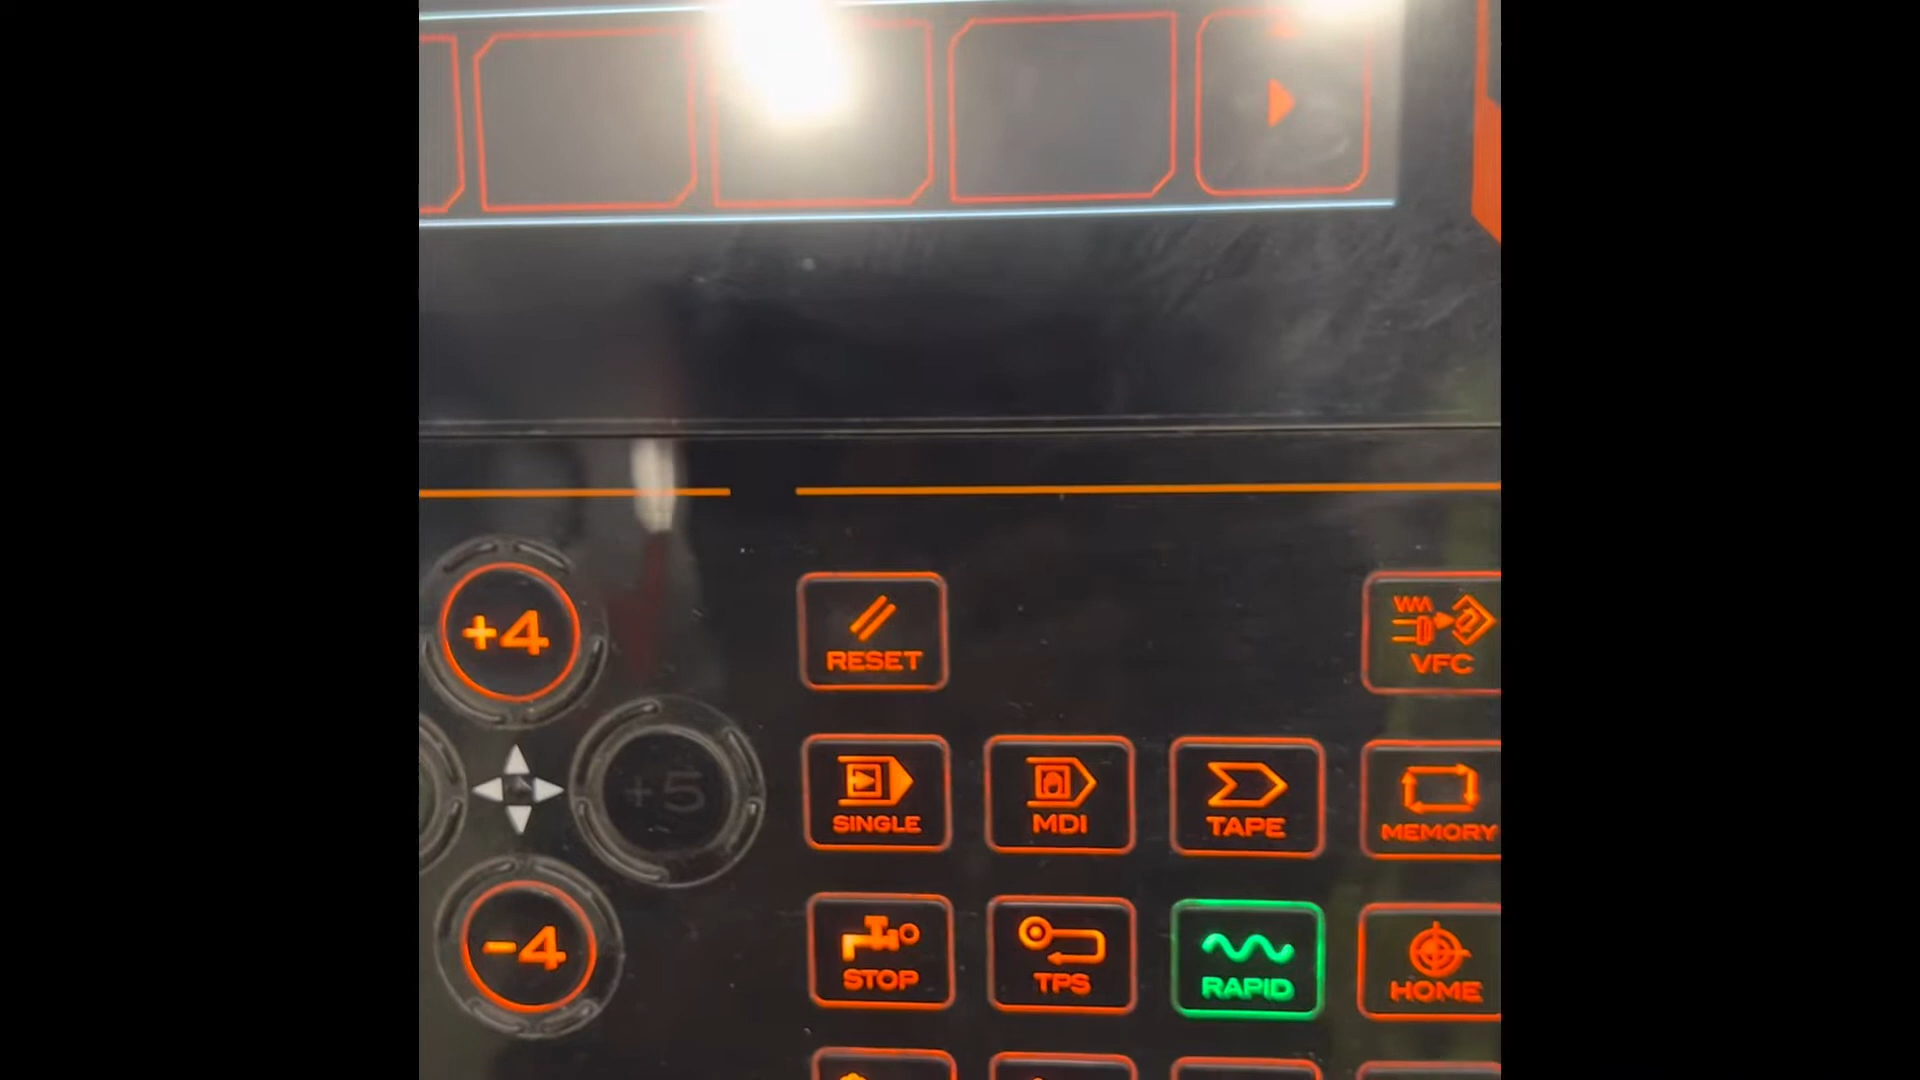 +4
RESET
VFC
+5
SINGLE
MDI
TAPE
MEMORY
-4
STOP
TPS
RAPID
HOME